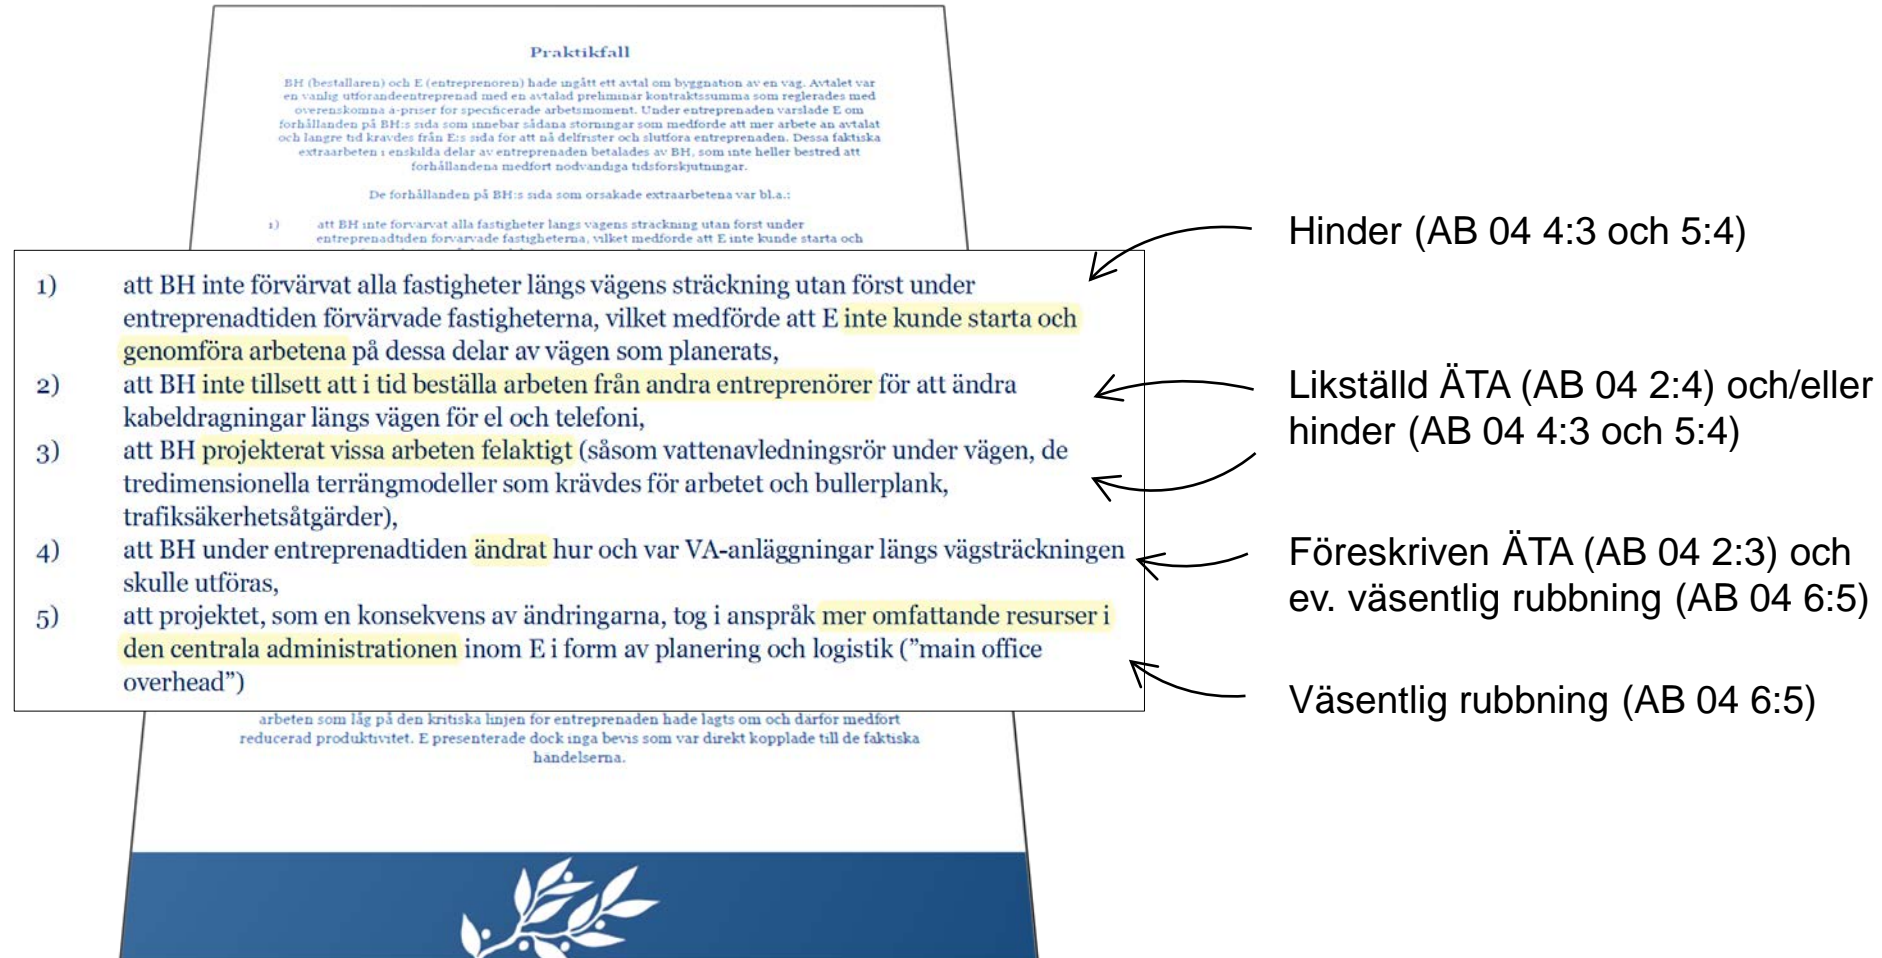 Praktikfall
BH (beställaren) och E (entreprenören) hade ingått ett avtal om byggnation av en väg. Avtalet var
en vanlig utförandeentreprenad med en avtalad preliminär kontraktssumma som reglerades med
överenskomna à-priser för specificerade arbetsmoment. Under entreprenaden varslade E om
förhållanden på BH:s sida som innebar sådana störningar som medförde att mer arbete än avtalat
och längre tid krävdes från E:s sida för att nå delfrister och slutföra entreprenaden. Dessa faktiska
extraarbeten i enskilda delar av entreprenaden betalades av BH, som inte heller bestred att
förhållandena medfört nödvändiga tidsförskjutningar.
De förhållanden på BH:s sida som orsakade extraarbetena var bl.a.:
1) att BH inte förvärvat alla fastigheter längs vägens sträckning utan först under
entreprenadtiden förvärvade fastigheterna, vilket medförde att E inte kunde starta och
1) att BH inte förvärvat alla fastigheter längs vägens sträckning utan först under
entreprenadtiden förvärvade fastigheterna, vilket medförde att E inte kunde starta och
genomföra arbetena på dessa delar av vägen som planerats,
2) att BH inte tillsett att i tid beställa arbeten från andra entreprenörer för att ändra
kabeldragningar längs vägen för el och telefoni,
3) att BH projekterat vissa arbeten felaktigt (såsom vattenavledningsrör under vägen, de
tredimensionella terrängmodeller som krävdes för arbetet och bullerplank,
trafiksäkerhetsåtgärder),
4) att BH under entreprenadtiden ändrat hur och var VA-anläggningar längs vägsträckningen
skulle utföras,
5) att projektet, som en konsekvens av ändringarna, tog i anspråk mer omfattande resurser i
den centrala administrationen inom E i form av planering och logistik (”main office
overhead”)
arbeten som låg på den kritiska linjen för entreprenaden hade lagts om och därför medfört
reducerad produktivitet. E presenterade dock inga bevis som var direkt kopplade till de faktiska
händelserna.
Hinder (AB 04 4:3 och 5:4)
Likställd ÄTA (AB 04 2:4) och/eller
hinder (AB 04 4:3 och 5:4)
Föreskriven ÄTA (AB 04 2:3) och
ev. väsentlig rubbning (AB 04 6:5)
Väsentlig rubbning (AB 04 6:5)